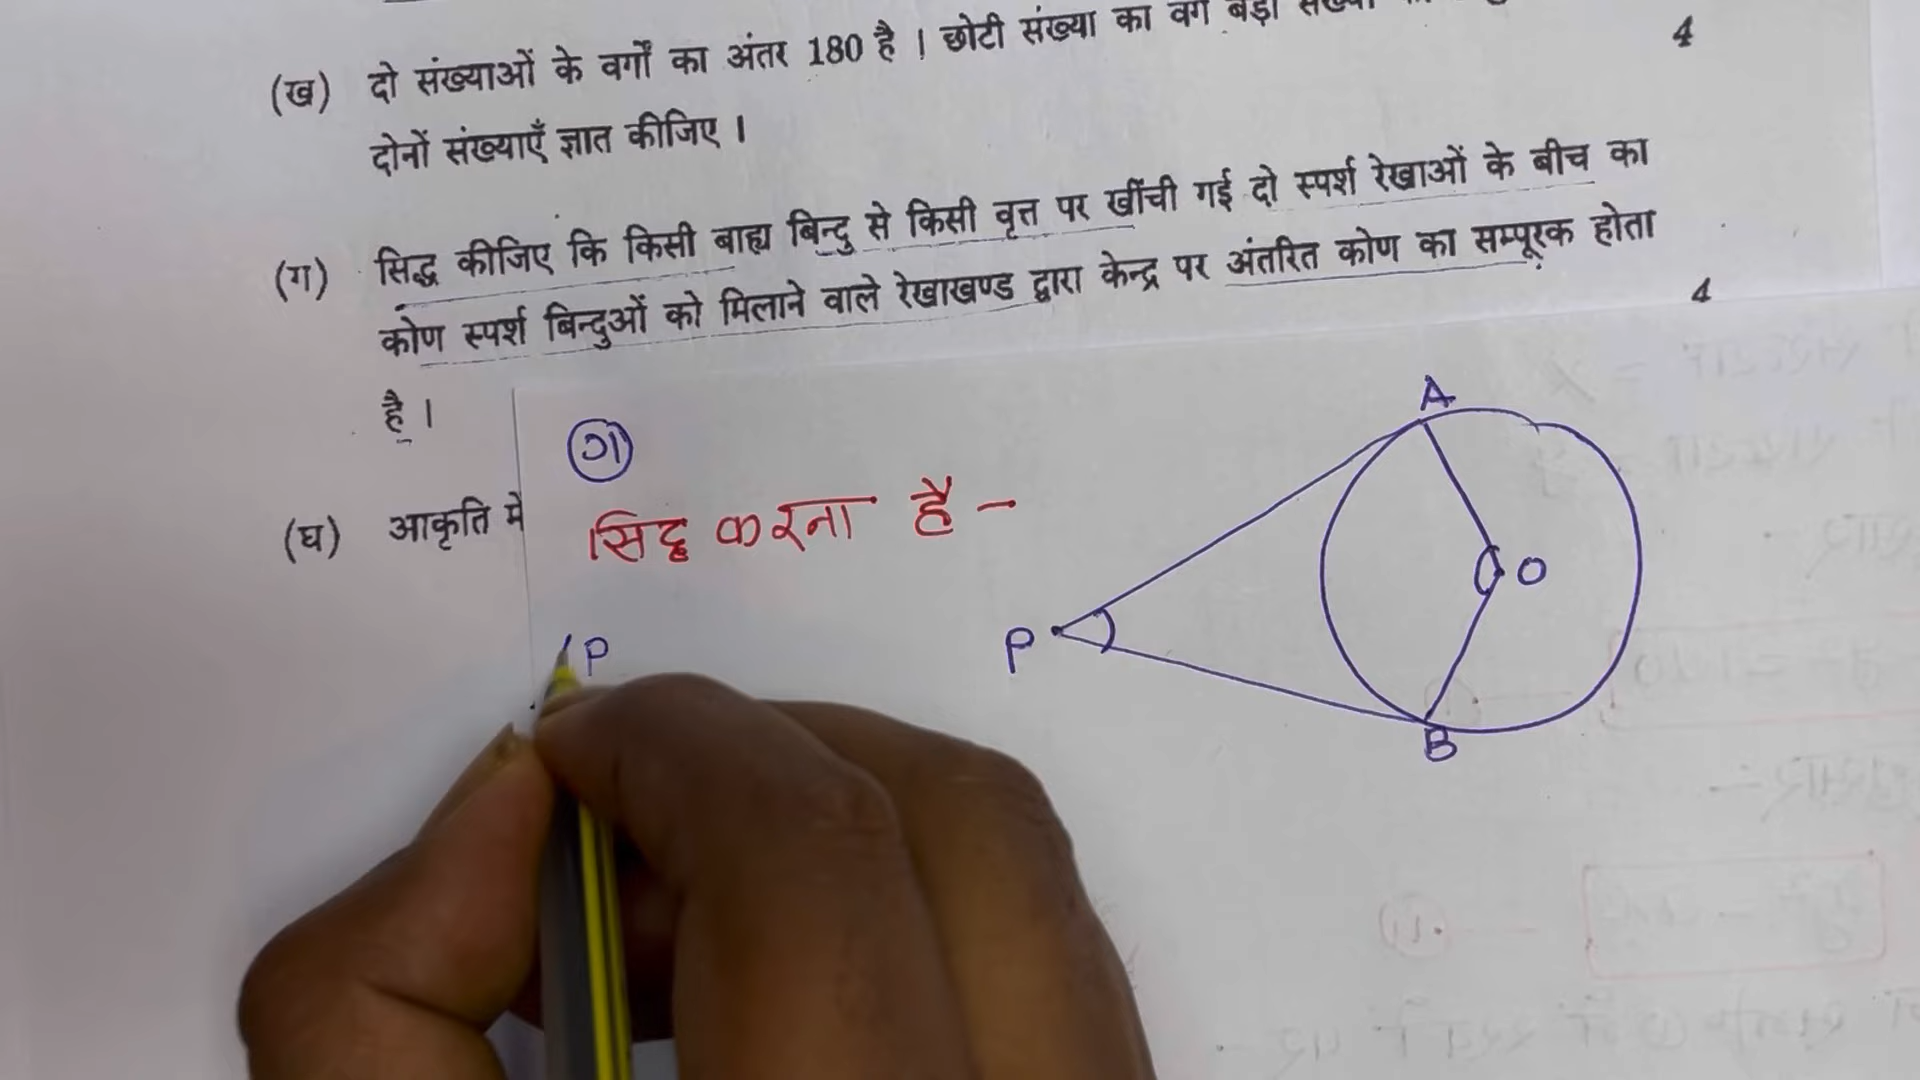 (ख) दो संख्याओं के वर्गों का अंतर 180 है । छोटी संख्या का वर्ग बड़ी संख्या
4
दोनों संख्याएँ ज्ञात कीजिए ।
(ग) सिद्ध कीजिए कि किसी बाह्य बिन्दु से किसी वृत्त पर खींची गई दो स्पर्श रेखाओं के बीच का
कोण स्पर्श बिन्दुओं को मिलाने वाले रेखाखण्ड द्वारा केन्द्र पर अंतरित कोण का सम्पूरक होता
4
है ।
ग
A
(घ) आकृति में
सिद्ध करना है -
O
P
P
B